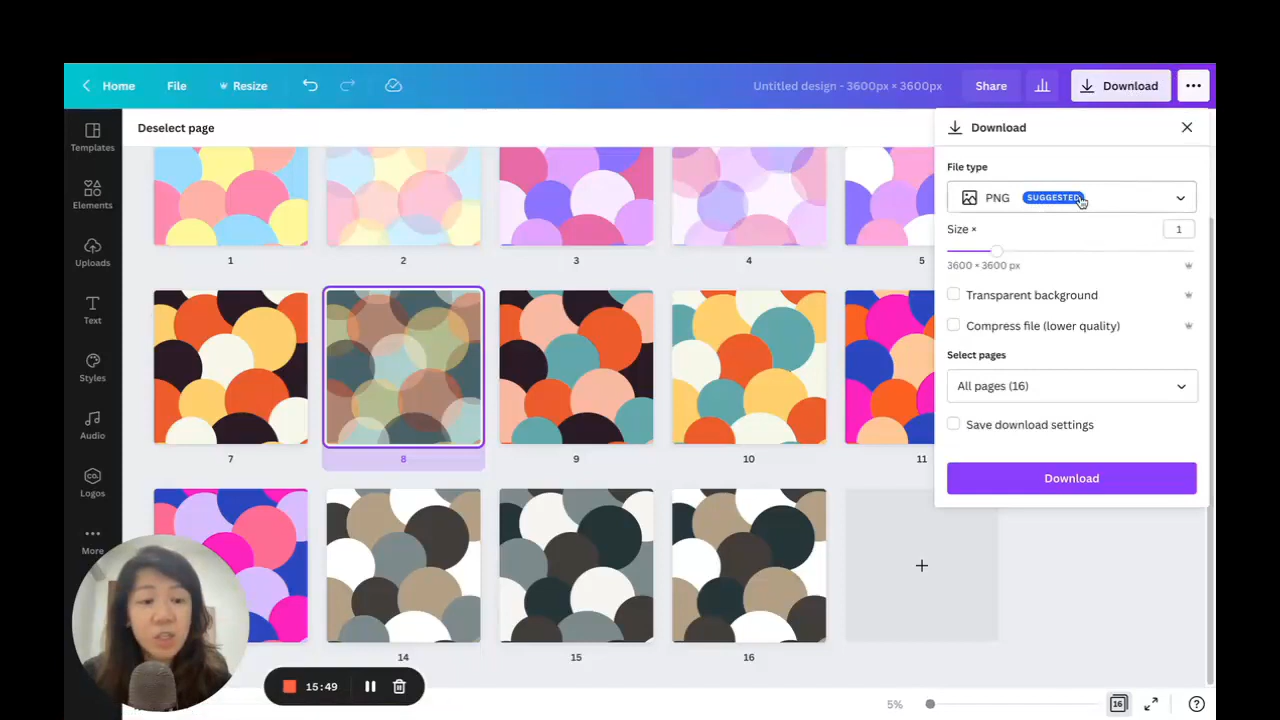 Home
File
Resize
Untitled design - 3600px × 3600px
Share
Download
Templates
Elements
Uploads
Text
Styles
Audio
CO.
Logos
More
Deselect page
1
2
3
4
5
7
8
9
10
11
14
15
16
Download
File type
PNG SUGGESTED
Size ×
1
3600 × 3600 px
Transparent background
Compress file (lower quality)
Select pages
All pages (16)
Save download settings
Download
15:49
5%
16
?